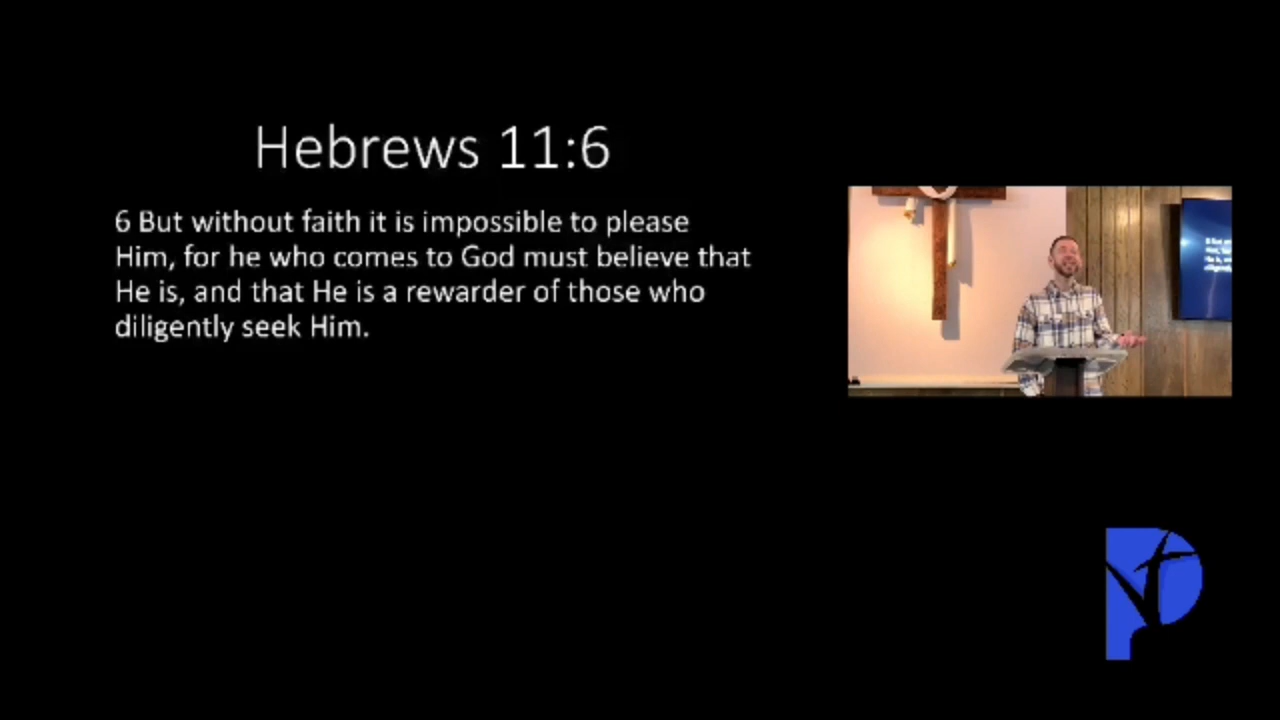 Hebrews 11:6
6 But without faith it is impossible to please
Him, for he who comes to God must believe that
He is, and that He is a rewarder of those who
diligently seek Him.